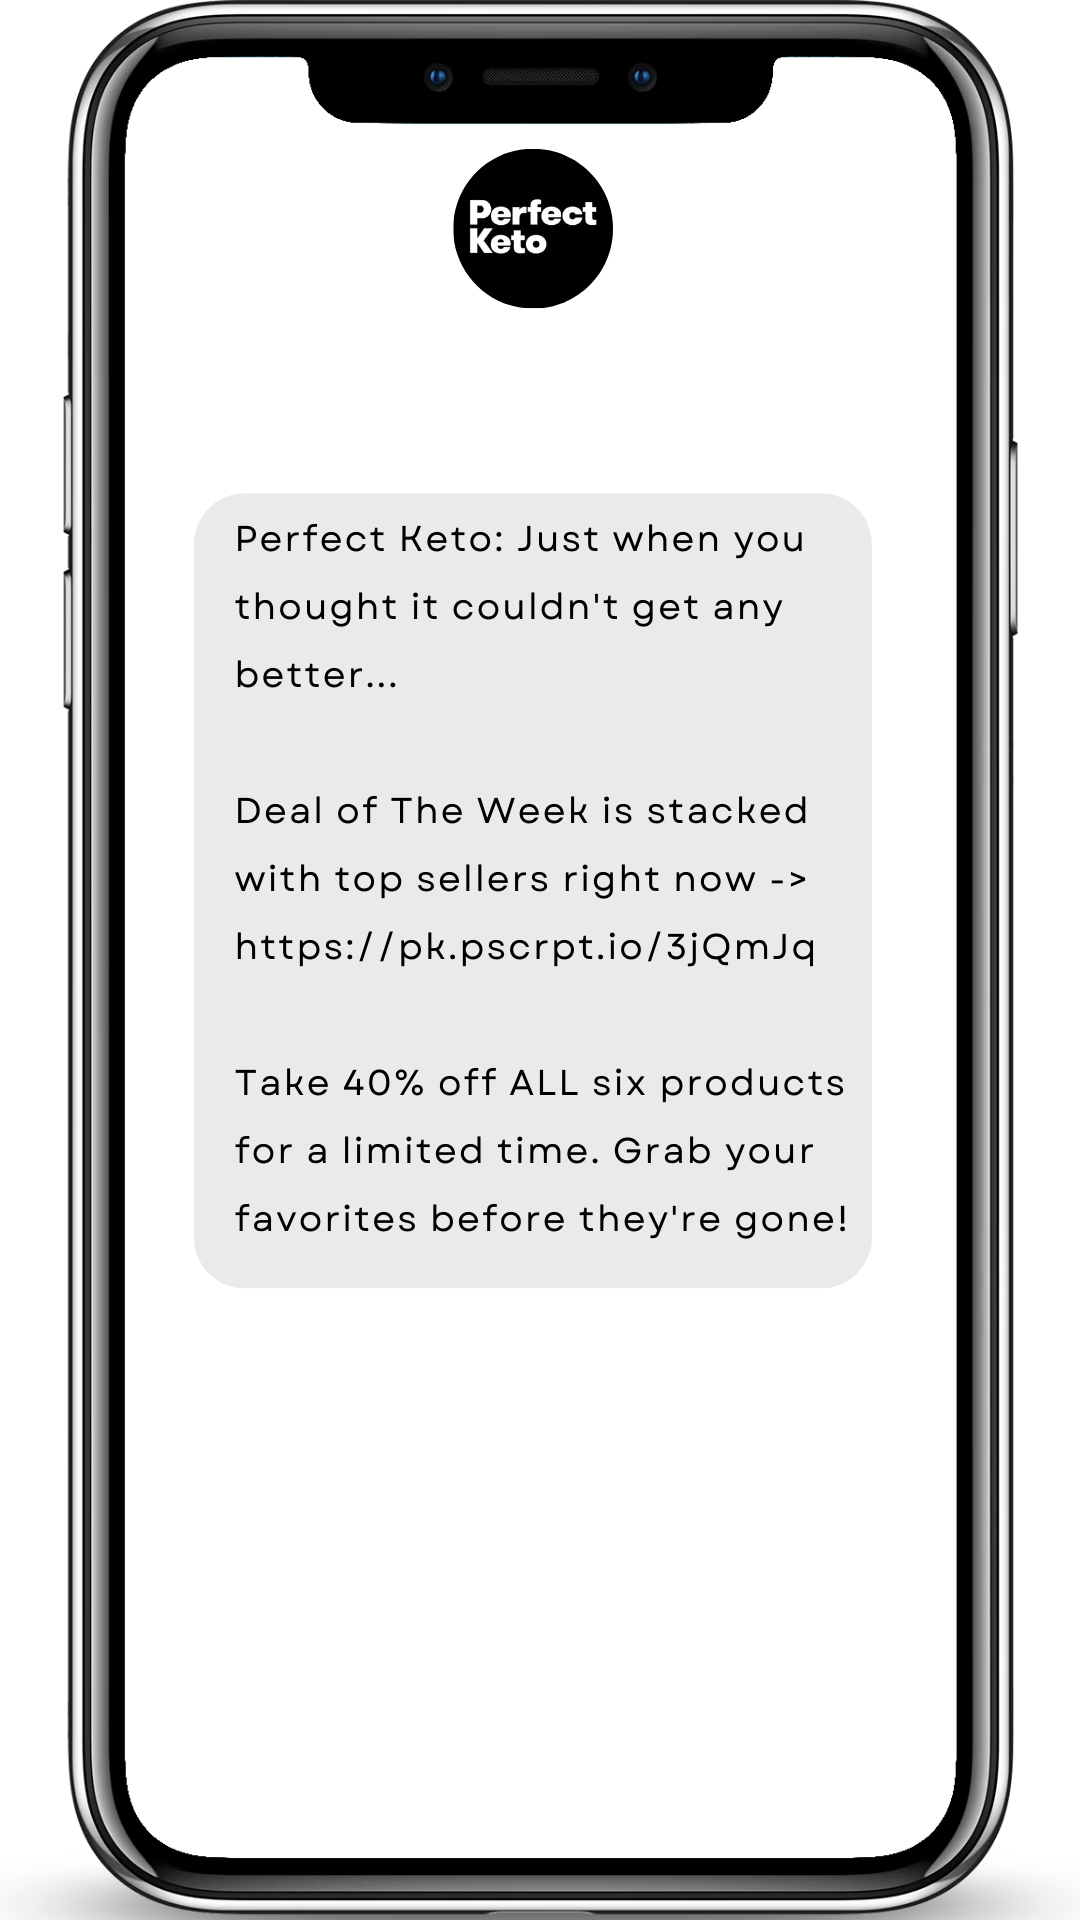 Perfect
Keto
Perfect Keto: Just when you
thought it couldn't get any
better...
Deal of The Week is stacked
with top sellers right now ->
https://pk.pscrpt.io/3jQmJq
Take 40% off ALL six products
for a limited time. Grab your
favorites before they're gone!